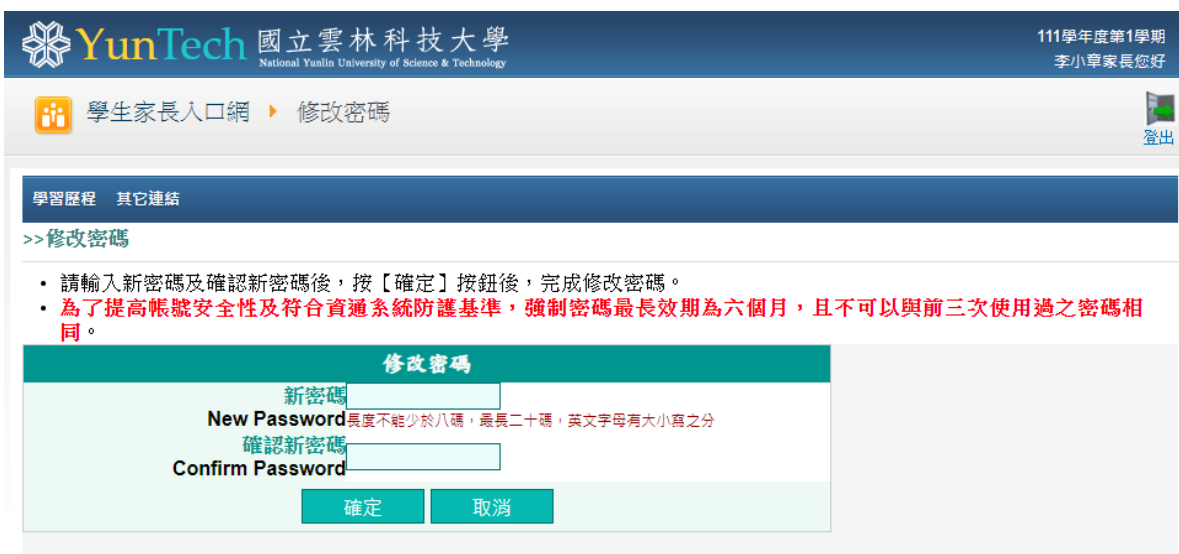 YunTech 國立雲林科技大學
National Yunlin University of Science & Technology
111學年度第1學期
李小章家長您好
學生家長入口網 修改密碼
登出
學習歷程 其它連結
>>修改密碼
• 請輸入新密碼及確認新密碼後，按【確定】按鈕後，完成修改密碼。
• 為了提高帳號安全性及符合資通系統防護基準，強制密碼最長效期為六個月，且不可以與前三次使用過之密碼相
同。
修改密碼
新密碼
New Password 長度不能少於八碼，最長二十碼，英文字母有大小寫之分
確認新密碼
Confirm Password
確定 取消